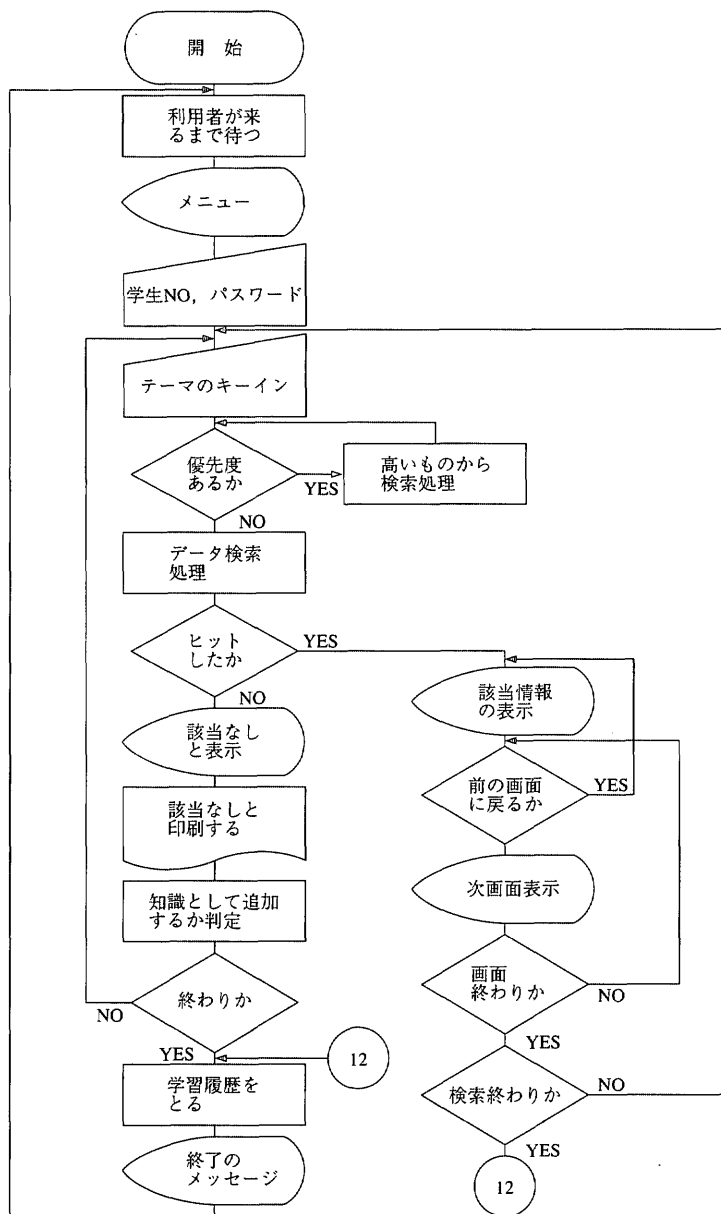 開 始
利用者が来
るまで待つ
メニュー
学生NO, パスワード
テーマのキーイン
優先度
あるか
YES
高いものから
検索処理
NO
データ検索
処理
ヒット
したか
YES
NO
該当なし
と表示
該当なしと
印刷する
知識として追加
するか判定
終わりか
NO
YES
12
学習履歴を
とる
終了の
メッセージ
該当情報
の表示
前の画面
に戻るか
YES
次画面表示
画面
終わりか
NO
YES
検索終わりか
NO
YES
12